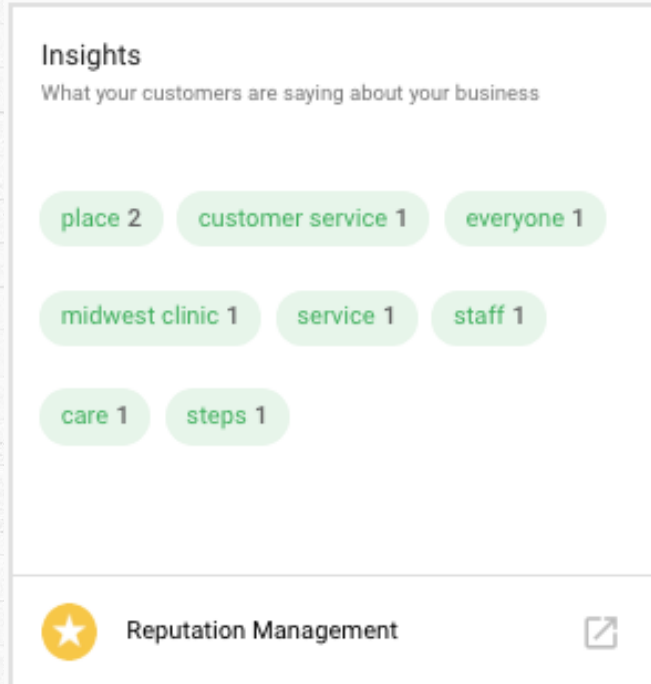 Insights
What your customers are saying about your business
place 2 customer service 1 everyone 1
midwest clinic 1 service 1 staff 1
care 1 steps 1
Reputation Management